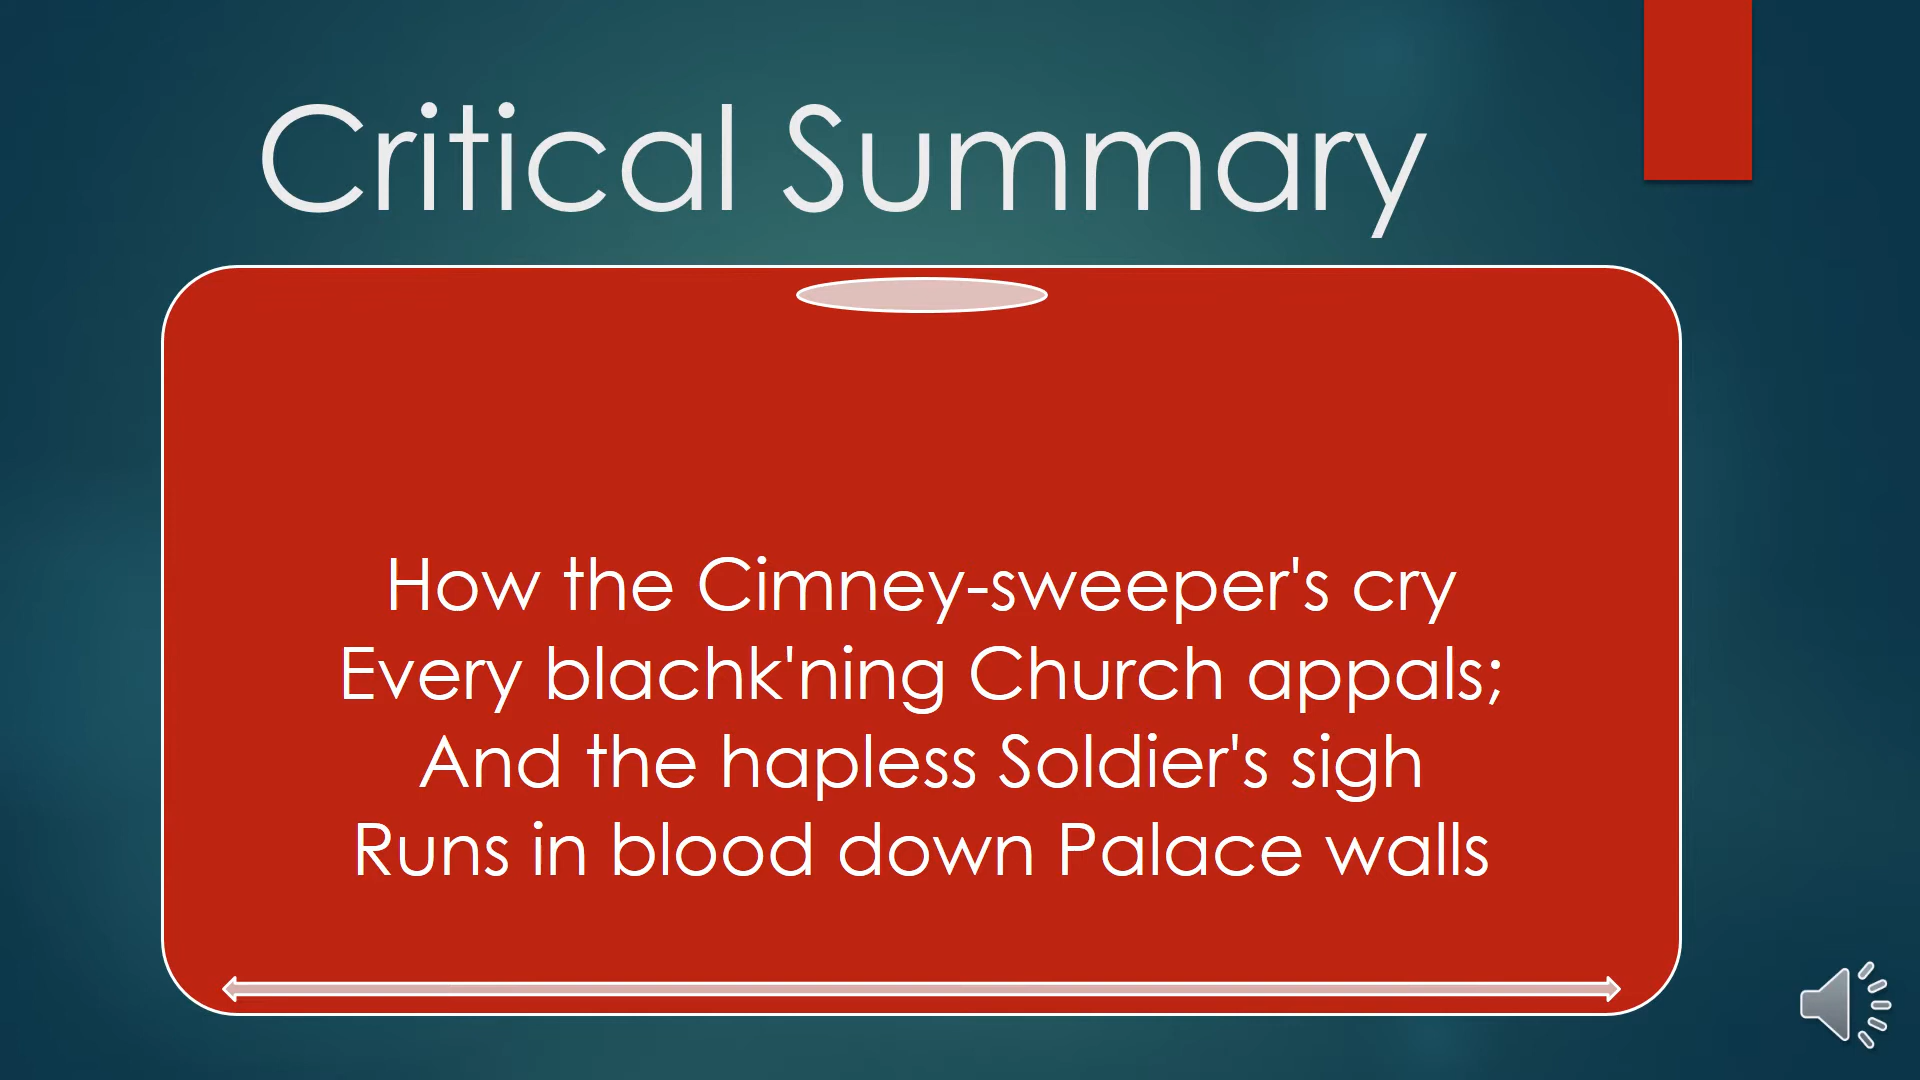 Critical Summary
How the Cimney-sweeper's cry
Every blachk'ning Church appals;
And the hapless Soldier's sigh
Runs in blood down Palace walls